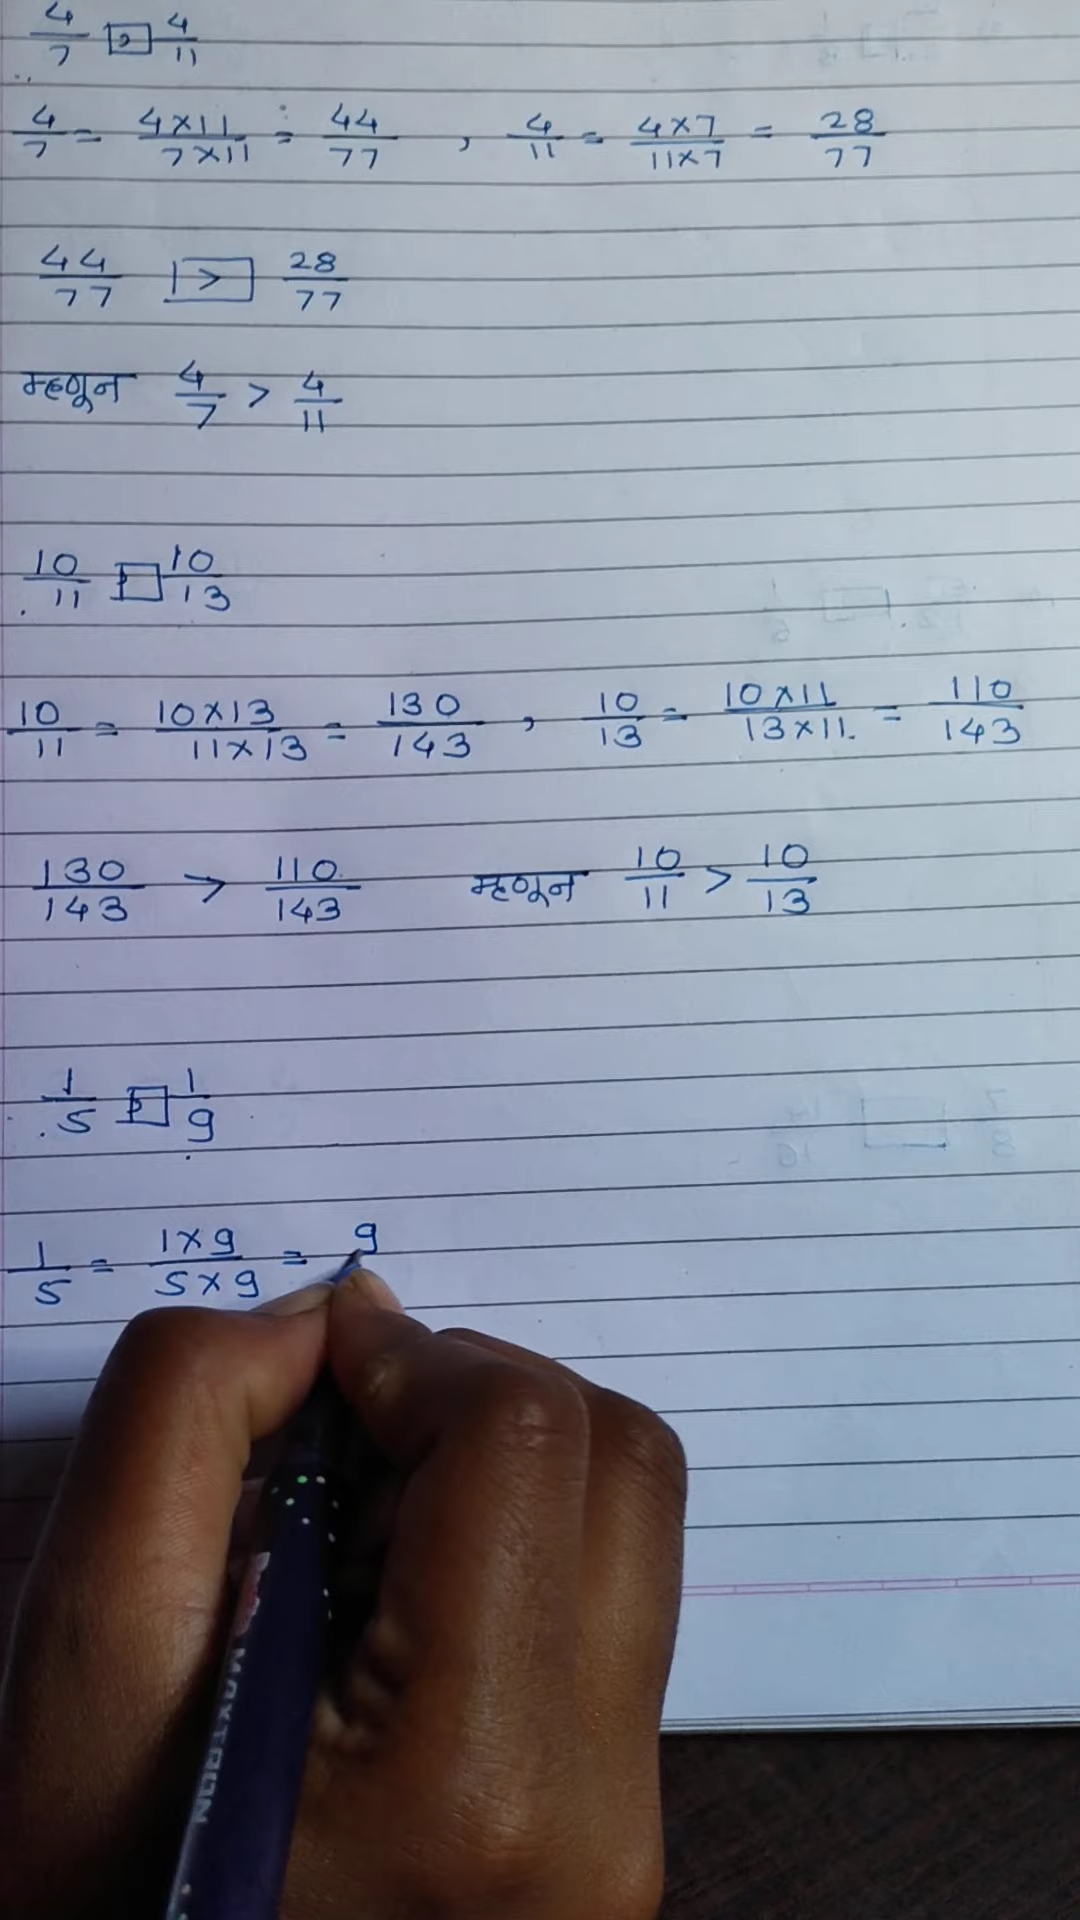 4/7 [?] 4/11
4/7 = 4×11/7×11 = 44/77 , 4/11 = 4×7/11×7 = 28/77
44/77 > 28/77
म्हणून 4/7 > 4/11
10/11 □ 10/13
10/11 = 10×13/11×13 = 130/143 , 10/13 = 10×11/13×11. = 110/143
130/143 > 110/143 म्हणून 10/11 > 10/13
1/5 □ 1/9
1/5 = 1×9/5×9 = 9
MAXTRON